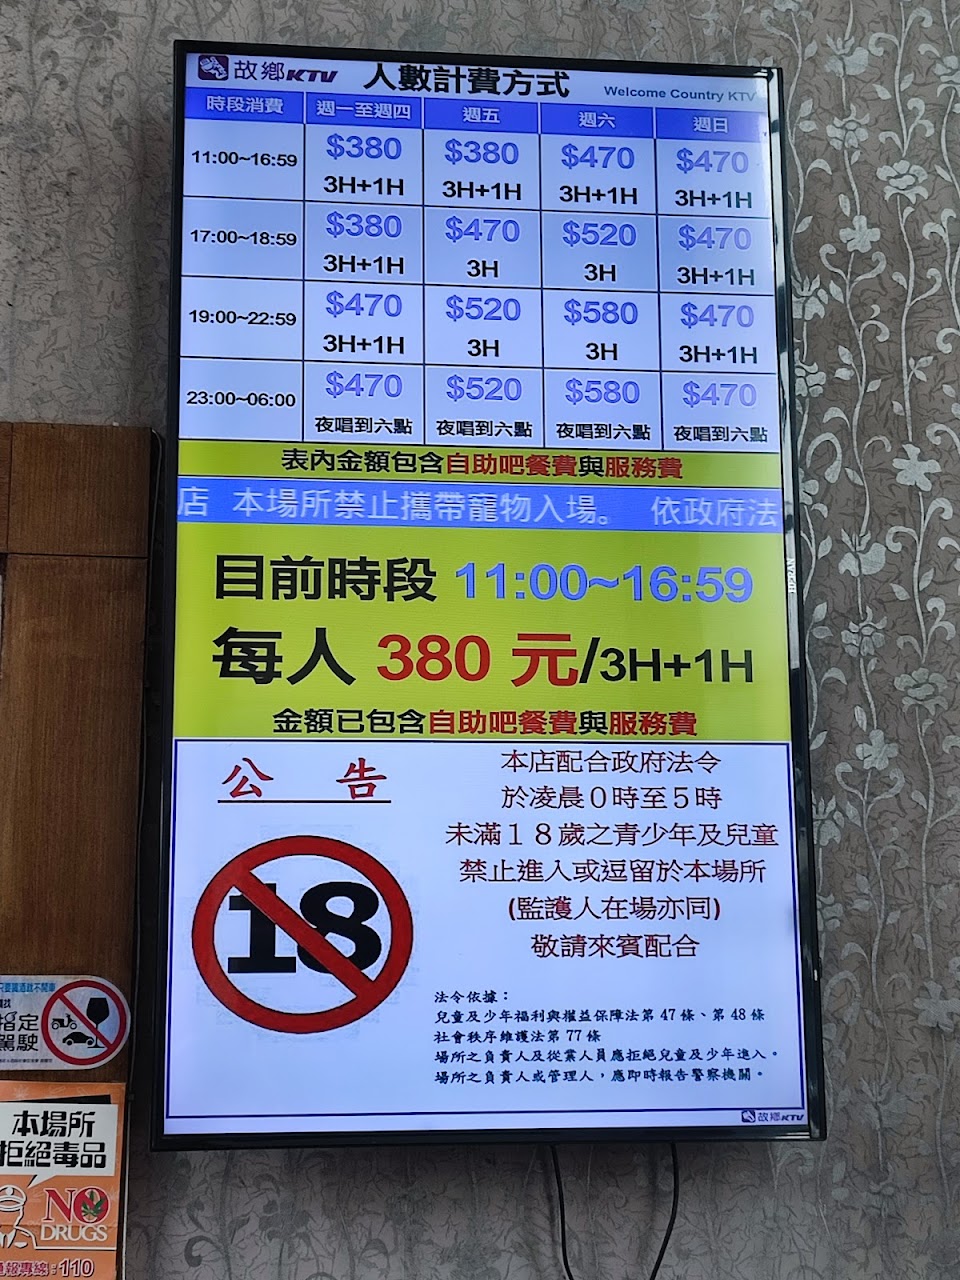 故鄉KTV 人數計費方式 Welcome Country KTV
時段消費 週一至週四 週五 週六 週日
11:00~16:59 $380 $380 $470 $470
3H+1H 3H+1H 3H+1H 3H+1H
17:00~18:59 $380 $470 $520 $470
3H+1H 3H 3H 3H+1H
19:00~22:59 $470 $520 $580 $470
3H+1H 3H 3H 3H+1H
23:00~06:00 $470 $520 $580 $470
夜唱到六點 夜唱到六點 夜唱到六點 夜唱到六點
表內金額包含自助吧餐費與服務費
店 本場所禁止攜帶寵物入場。 依政府法
目前時段 11:00~16:59
每人 380 元/3H+1H
金額已包含自助吧餐費與服務費
公告
18
本店配合政府法令
於凌晨０時至５時
未滿１８歲之青少年及兒童
禁止進入或逗留於本場所
(監護人在場亦同)
敬請來賓配合
法令依據：
兒童及少年福利與權益保障法第 47 條、第 48 條
社會秩序維護法第 77 條
場所之負責人及從業人員應拒絕兒童及少年進入。
場所之負責人或管理人，應即時報告警察機關。
故鄉KTV
指定
駕駛
本場所
拒絕毒品
NO
DRUGS
報專線:110